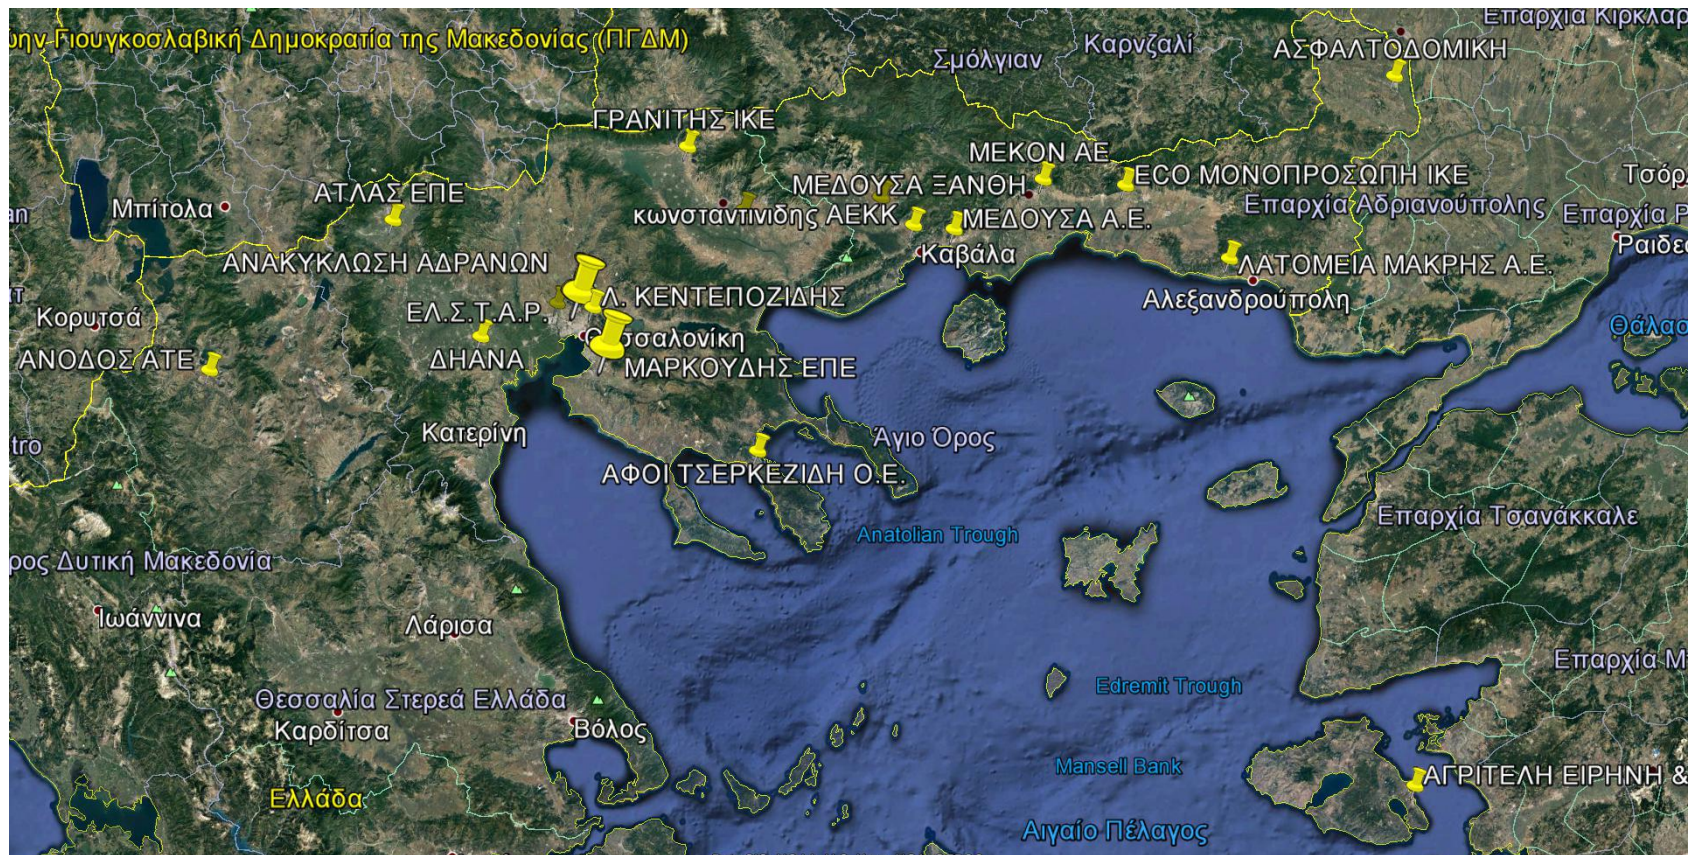 Επαρχία Κιρκλαρ
ων Γιουγκοσλαβική Δημοκρατία της Μακεδονίας (ΠΓΔΜ)
Καρνζαλί
ΑΣΦΑΛΤΟΔΟΜΙΚΗ
Σμόλγιαν
ΓΡΑΝΙΤΗΣ ΙΚΕ
ΜΕΚΟΝ ΑΕ
ΑΤΛΑΣ ΕΠΕ
ΜΕΔΟΥΣΑ ΞΑΝΘΗ
ECO ΜΟΝΟΠΡΟΣΩΠΗ ΙΚΕ
Τσόρ
Μπίτολα
κωνσταντινιδης ΑΕΚΚ
ΜΕΔΟΥΣΑ Α.Ε.
Επαρχία Αδριανούπολης
Επαρχία Ρ
Καβάλα
Ραιδεσ
ΑΝΑΚΥΚΛΩΣΗ ΑΔΡΑΝΩΝ
ΛΑΤΟΜΕΙΑ ΜΑΚΡΗΣ Α.Ε.
Λ. ΚΕΝΤΕΠΟΖΙΔΗΣ
Αλεξανδρούπολη
ΕΛ.Σ.Τ.Α.Ρ.
Κορυτσά
Θάλασ
Θεσσαλονίκη
ΑΝΟΔΟΣ ΑΤΕ
ΔΗΑΝΑ
ΜΑΡΚΟΥΔΗΣ ΕΠΕ
Κατερίνη
Άγιο Όρος
tro
ΑΦΟΙ ΤΣΕΡΚΕΖΙΔΗ Ο.Ε.
Επαρχία Τσανάκκαλε
Anatolian Trough
ρος Δυτική Μακεδονία
Ιωάννινα
Λάρισα
Επαρχία Μ
Edremit Trough
Θεσσαλία Στερεά Ελλάδα
Καρδίτσα
Βόλος
Mansell Bank
ΑΓΡΙΤΕΛΗ ΕΙΡΗΝΗ &
Ελλάδα
Αιγαίο Πέλαγος